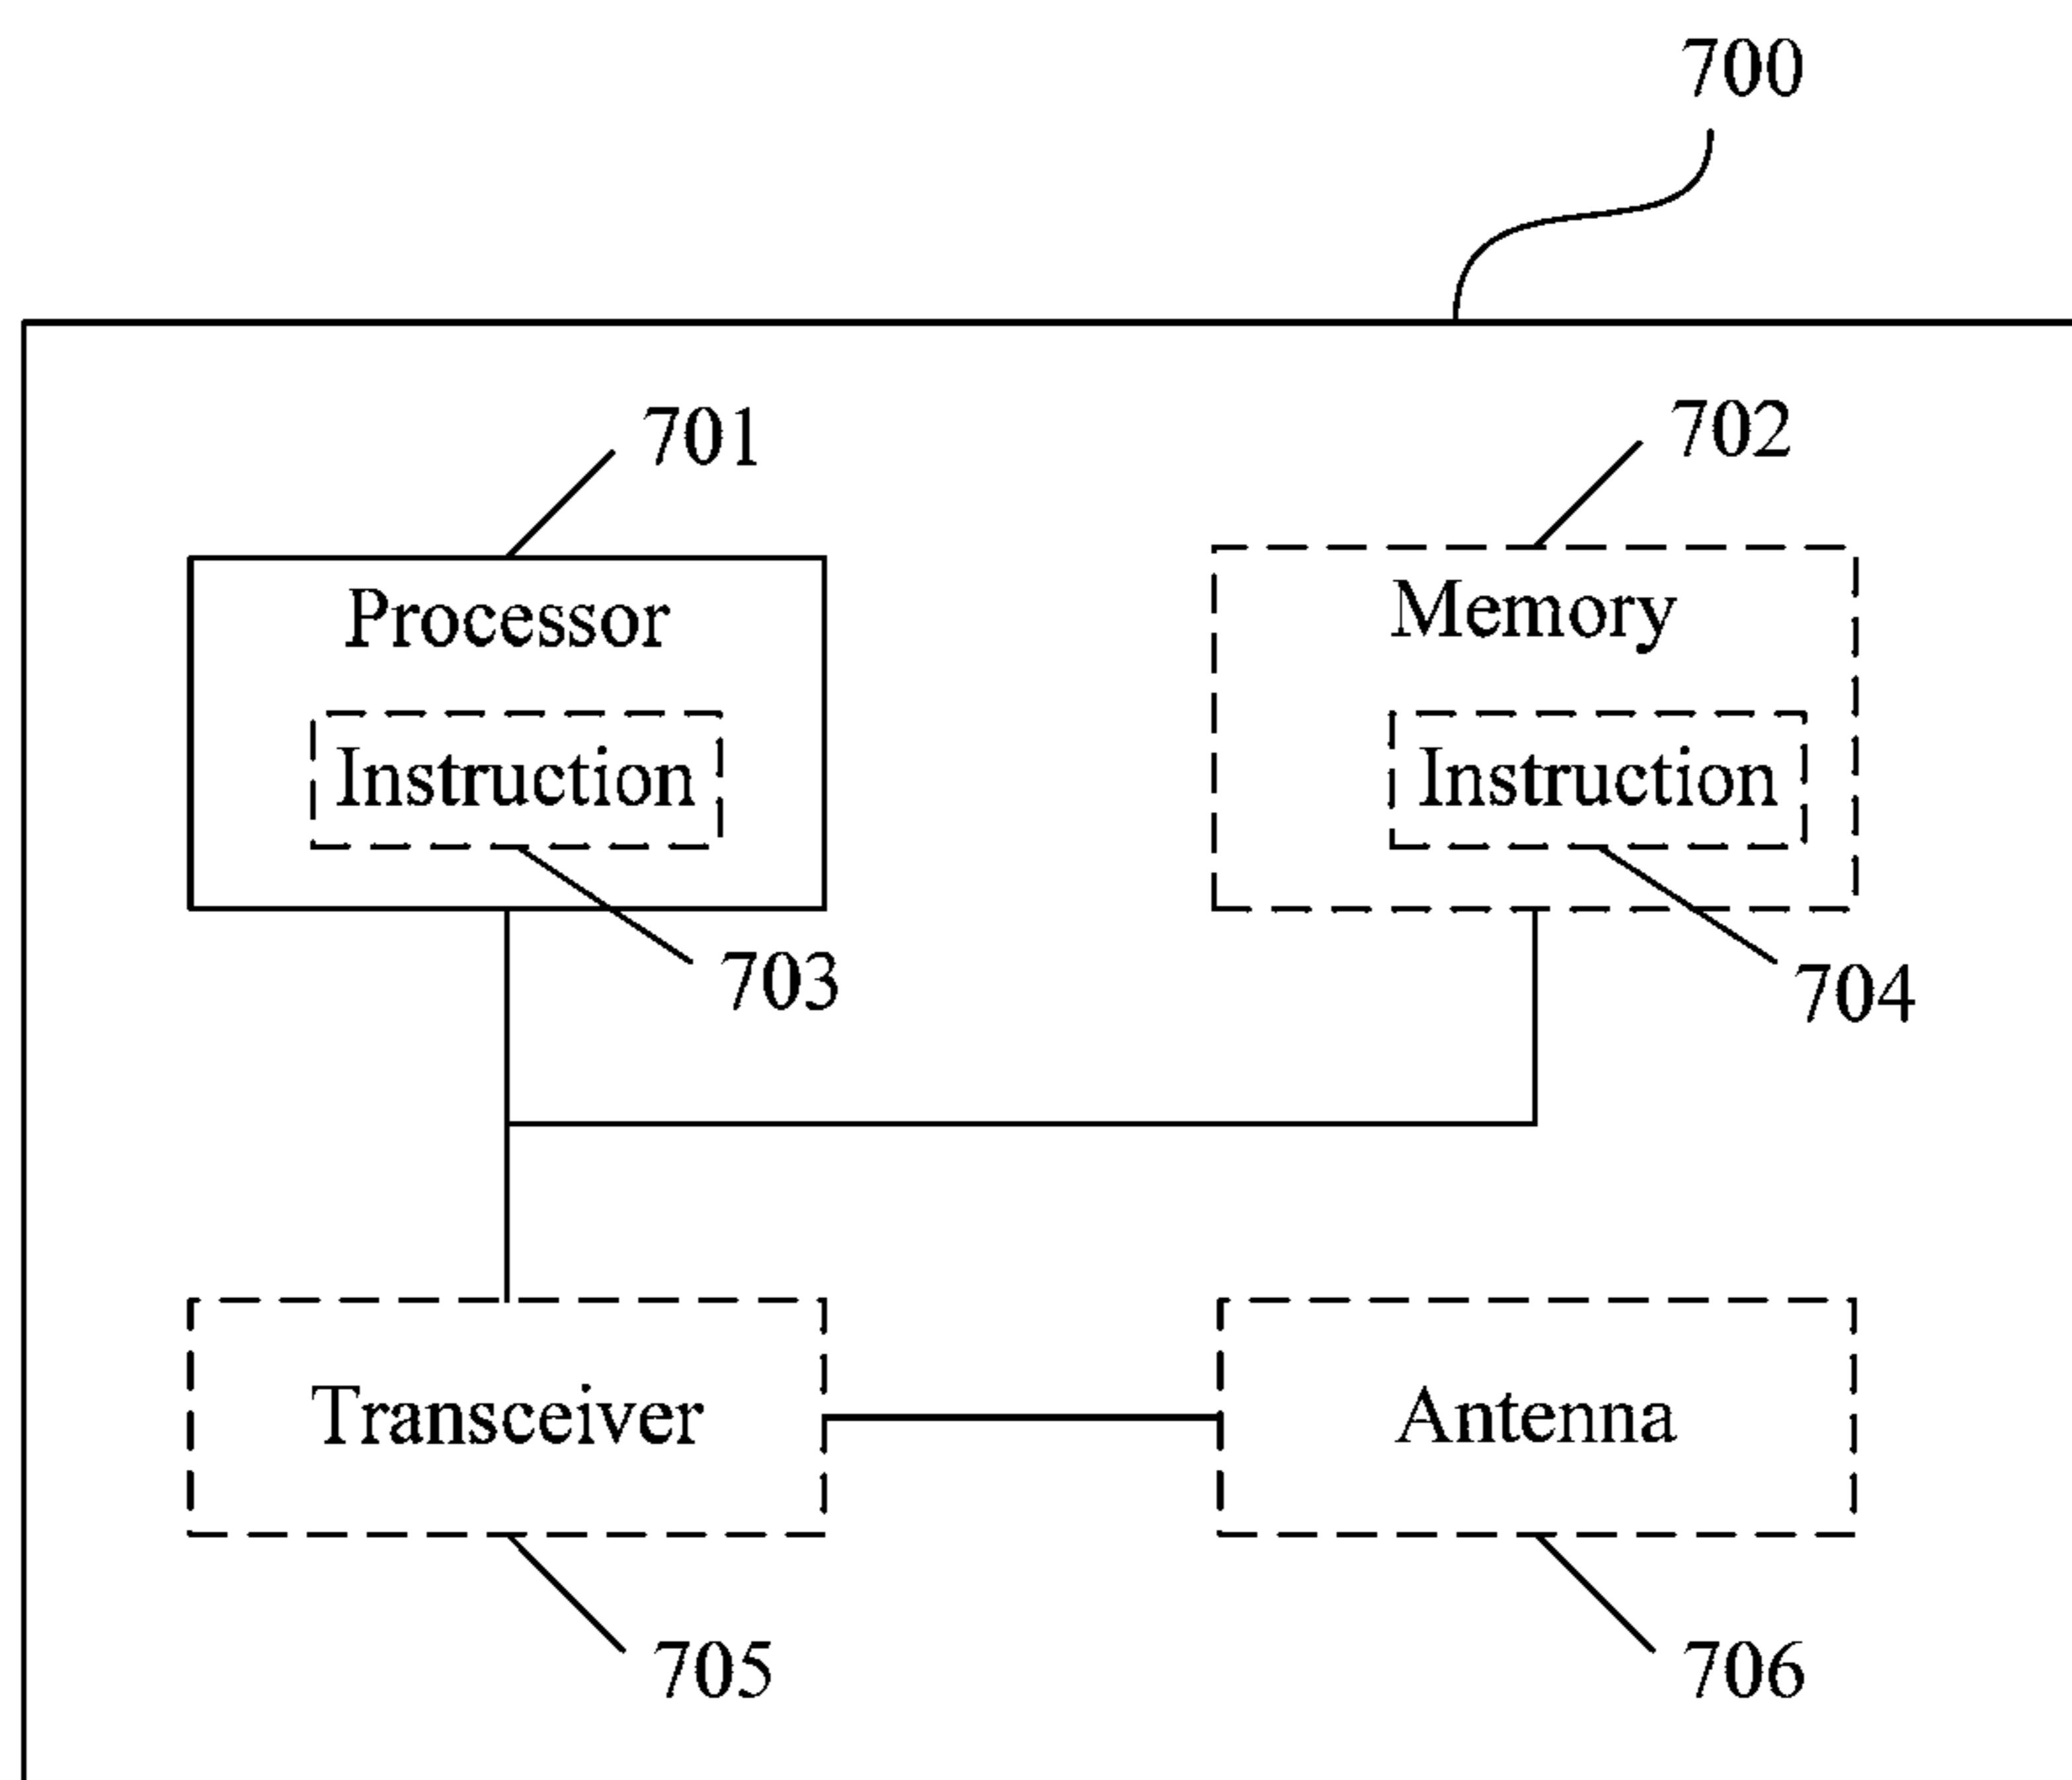 700
701
702
Processor
Memory
Instruction
Instruction
703
704
Transceiver
Antenna
705
706